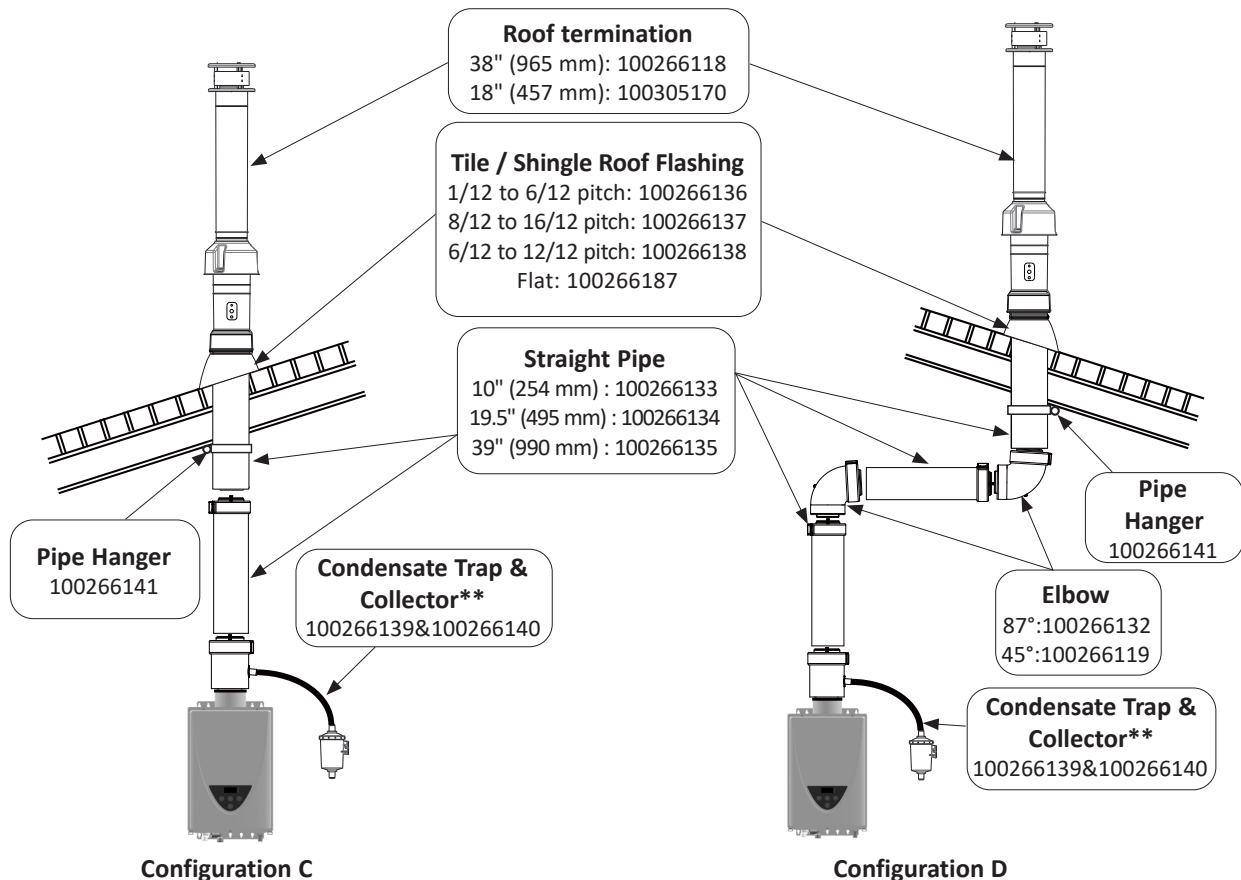 Roof termination
38" (965 mm): 100266118
18" (457 mm): 100305170
Tile / Shingle Roof Flashing
1/12 to 6/12 pitch: 100266136
8/12 to 16/12 pitch: 100266137
6/12 to 12/12 pitch: 100266138
Flat: 100266187
Straight Pipe
10" (254 mm) : 100266133
19.5" (495 mm) : 100266134
39" (990 mm) : 100266135
Pipe Hanger
100266141
Condensate Trap &
Collector**
100266139&100266140
Pipe
Hanger
100266141
Elbow
87°:100266132
45°:100266119
Condensate Trap &
Collector**
100266139&100266140
Configuration C
Configuration D